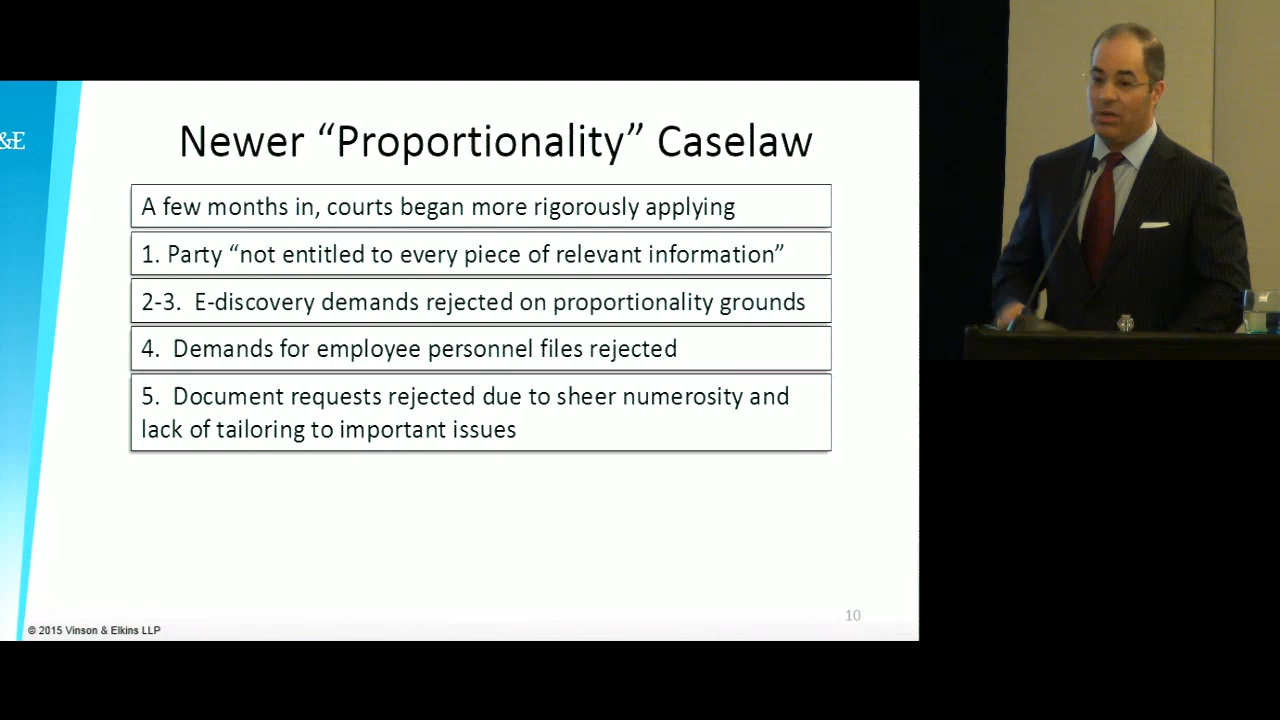 &E
Newer “Proportionality” Caselaw
A few months in, courts began more rigorously applying
1. Party “not entitled to every piece of relevant information”
2-3.  E-discovery demands rejected on proportionality grounds
4.  Demands for employee personnel files rejected
5.  Document requests rejected due to sheer numerosity and
lack of tailoring to important issues
10
© 2015 Vinson & Elkins LLP